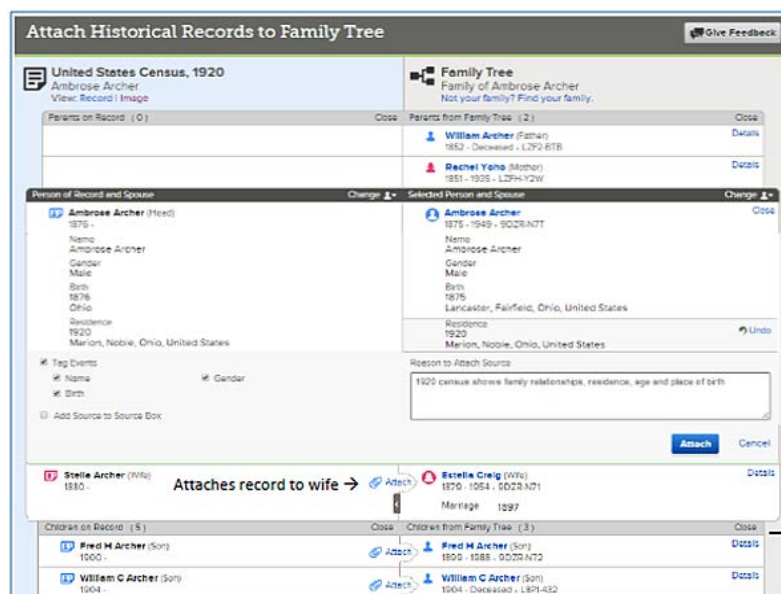 Attach Historical Records to Family Tree
Give Feedback
United States Census, 1920
Ambrose Archer
View: Record | Image
Family Tree
Family of Ambrose Archer
Not your family? Find your family.
Parents on Record (0)
Close
Parents from Family Tree (2)
Close
William Archer (Father)
Details
1852 - Deceased - LZF2-BTB
Rachel Yoho (Mother)
Details
1851 - 1935 - LZFH-Y2W
Person of Record and Spouse
Change
Selected Person and Spouse
Change
Ambrose Archer (Head)
1876 -
Name
Ambrose Archer
Gender
Male
Birth
1876
Ohio
Residence
1920
Marion, Noble, Ohio, United States
Ambrose Archer
Close
1875 - 1949 - 9DZR-N7T
Name
Ambrose Archer
Gender
Male
Birth
1875
Lancaster, Fairfield, Ohio, United States
Residence
1920
Undo
Marion, Noble, Ohio, United States
Tag Events
Name
Gender
Birth
Add Source to Source Box
Reason to Attach Source
1920 census shows family relationships, residence, age and place of birth
Attach
Cancel
Stella Archer (Wife)
1880 -
Attaches record to wife →
Attach
Estella Craig (Wife)
Details
1879 - 1954 - 9DZR-N71
Marriage 1897
Children on Record (5)
Close
Children from Family Tree (3)
Close
Fred H Archer (Son)
1900 -
Attach
Fred H Archer (Son)
Details
1899 - 1988 - 9DZR-N72
William C Archer (Son)
1904 -
Attach
William C Archer (Son)
Details
1904 - Deceased - L8P1-432